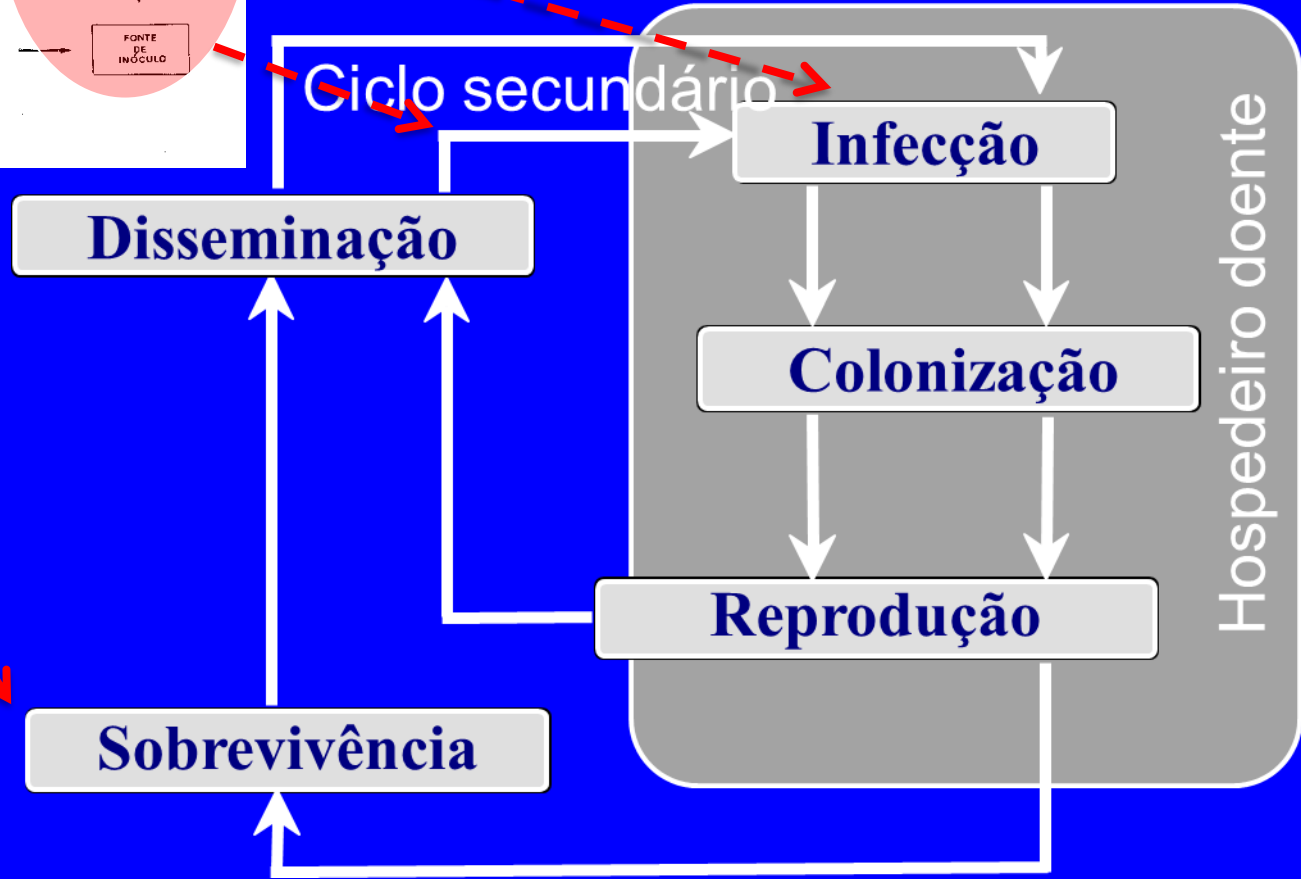 FONTE
DE
INÓCULO
Ciclo secundário
Infecção
Disseminação
Colonização
Hospedeiro doente
Reprodução
Sobrevivência